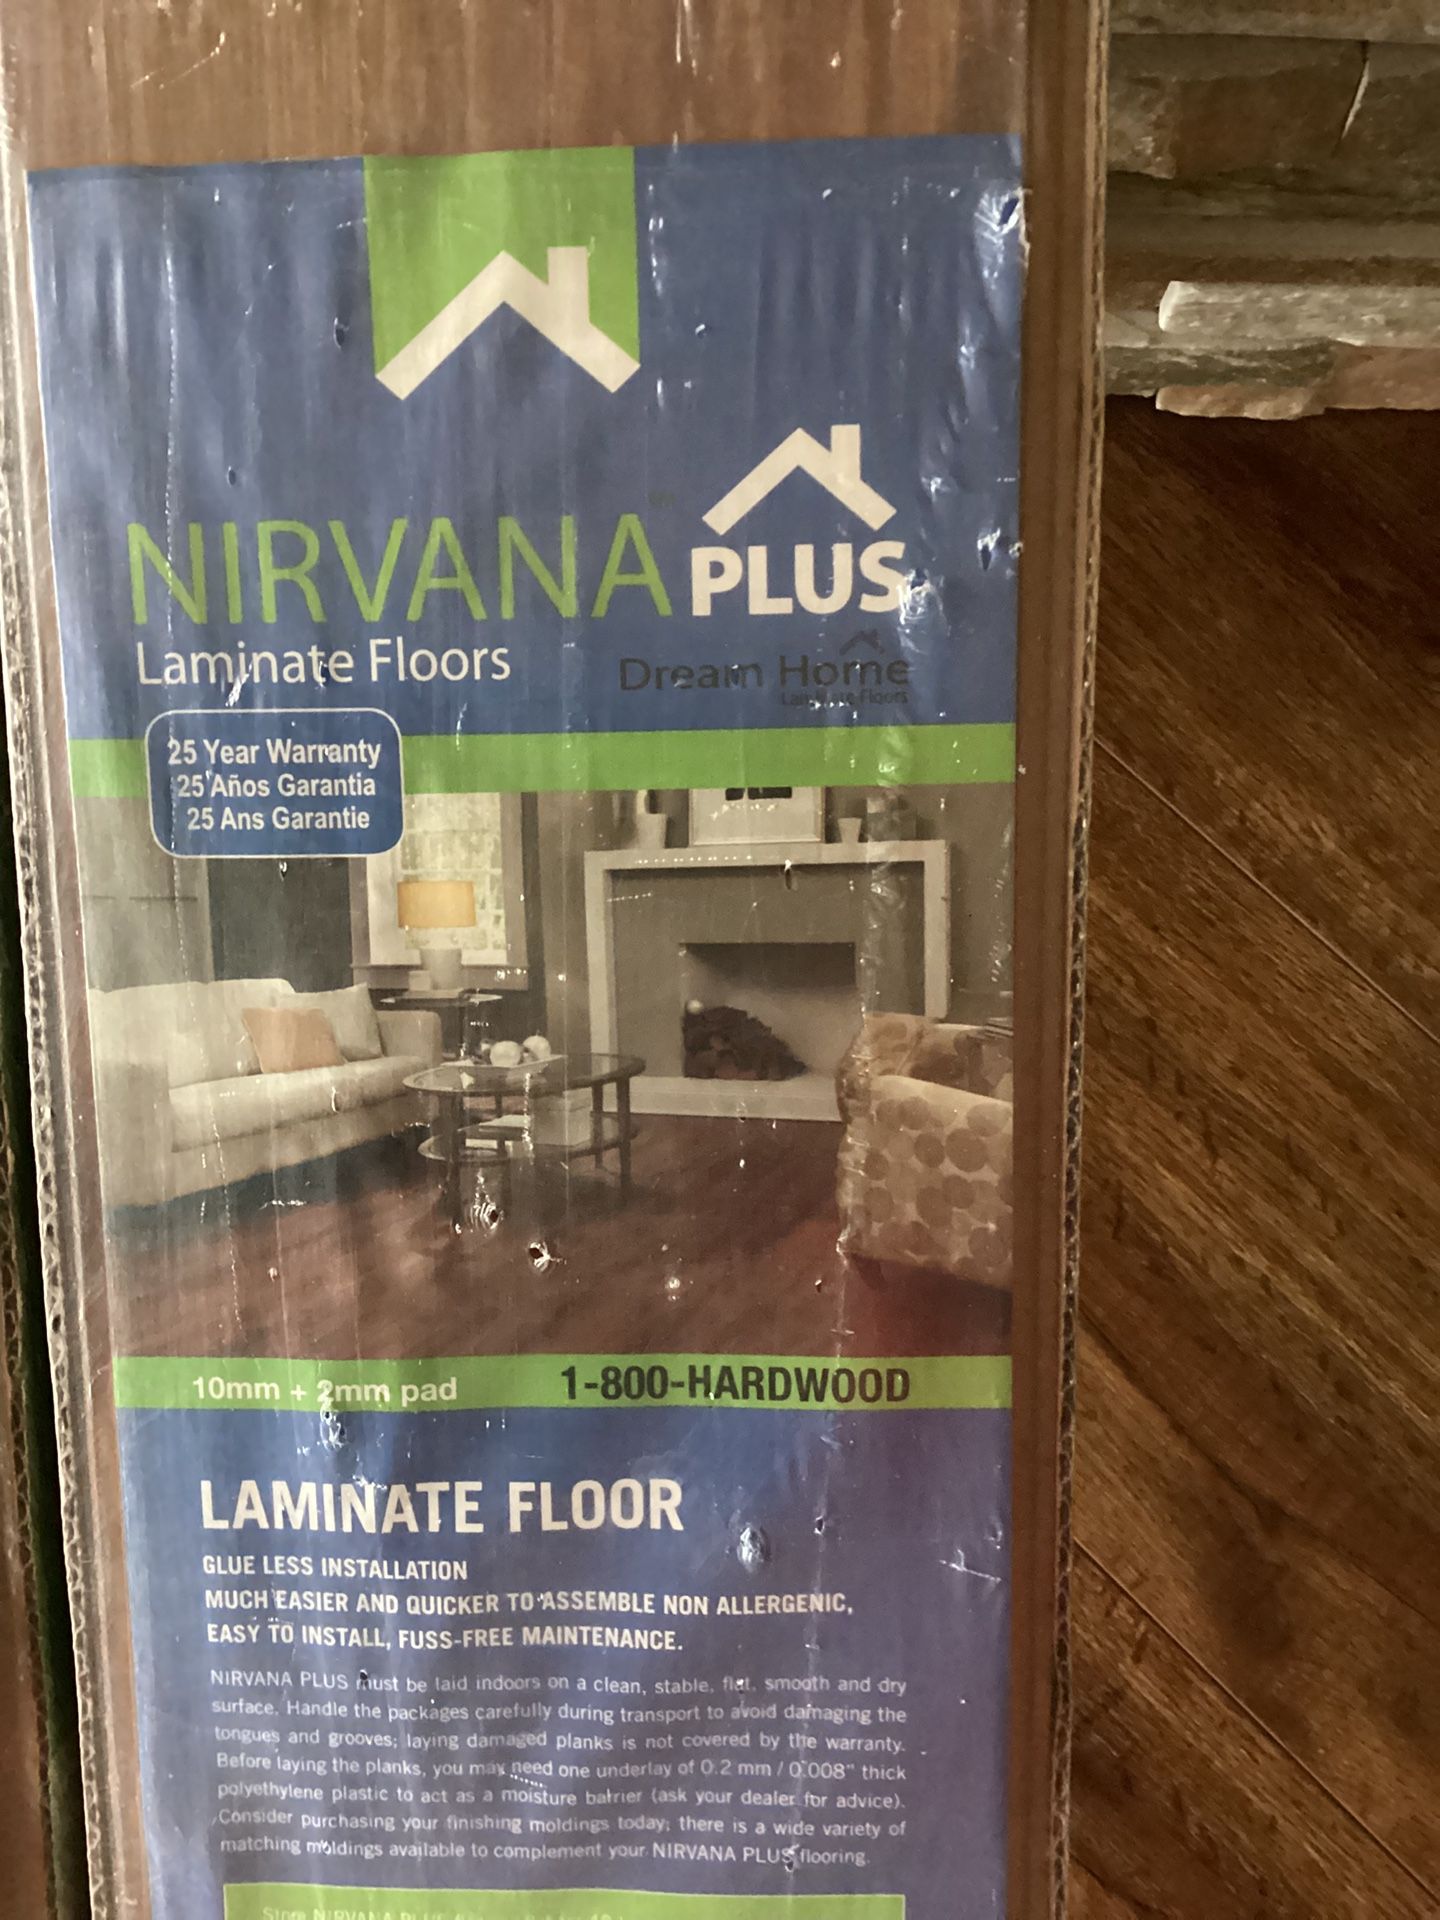 NIRVANA™ PLUS
Laminate Floors
Dream Home
Laminate Floors
25 Year Warranty
25 Años Garantia
25 Ans Garantie
10mm + 2mm pad
1-800-HARDWOOD
LAMINATE FLOOR
GLUE LESS INSTALLATION
MUCH EASIER AND QUICKER TO ASSEMBLE NON ALLERGENIC,
EASY TO INSTALL, FUSS-FREE MAINTENANCE.
NIRVANA PLUS must be laid indoors on a clean, stable, flat, smooth and dry
surface. Handle the packages carefully during transport to avoid damaging the
tongues and grooves; laying damaged planks is not covered by the warranty.
Before laying the planks, you may need one underlay of 0.2 mm / 0.008" thick
polyethylene plastic to act as a moisture barrier (ask your dealer for advice).
Consider purchasing your finishing moldings today; there is a wide variety of
matching moldings available to complement your NIRVANA PLUS flooring.
Store NIRVANA PLUS